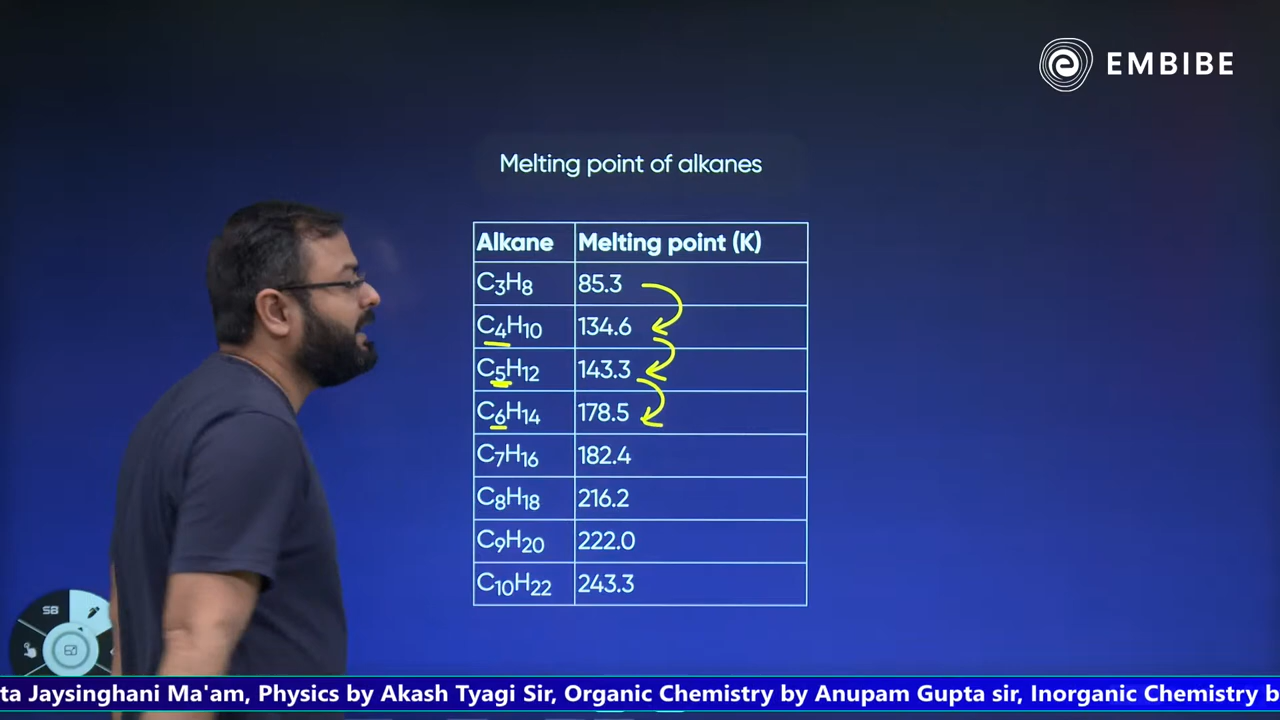 EMBIBE
Melting point of alkanes
Alkane Melting point (K)
C₃H₈ 85.3
C₄H₁₀ 134.6
C₅H₁₂ 143.3
C₆H₁₄ 178.5
C₇H₁₆ 182.4
C₈H₁₈ 216.2
C₉H₂₀ 222.0
C₁₀H₂₂ 243.3
SB
ta Jaysinghani Ma'am, Physics by Akash Tyagi Sir, Organic Chemistry by Anupam Gupta sir, Inorganic Chemistry b